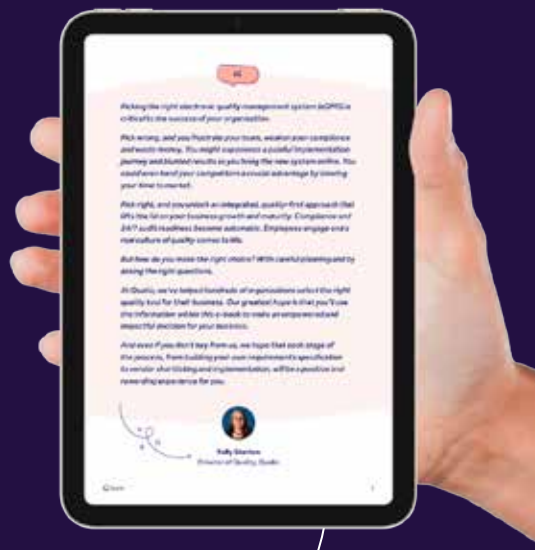 Picking the right electronic quality management system (eQMS) is
critical to the success of your organisation.
Pick wrong, and you frustrate your team, weaken your compliance
and waste money. You might experience a painful implementation
journey and blunted results as you bring the new system online. You
could even hand your competitors a crucial advantage by slowing
your time to market.
Pick right, and you unlock an integrated, quality-first approach that
lifts the lid on your business growth and maturity. Compliance and
24/7 audit readiness become automatic. Employees engage and a
real culture of quality comes to life.
But how do you make the right choice? With careful planning and by
asking the right questions.
At Qualio, we've helped hundreds of organisations select the right
quality tool for their business. Our greatest hope is that you'll use
the information within this e-book to make an empowered and
impactful decision for your business.
And even if you don't buy from us, we hope that each stage of
the process, from building your own requirements specification
to vendor shortlisting and implementation, will be a positive and
rewarding experience for you.
Kelly Stanton
Director of Quality, Qualio